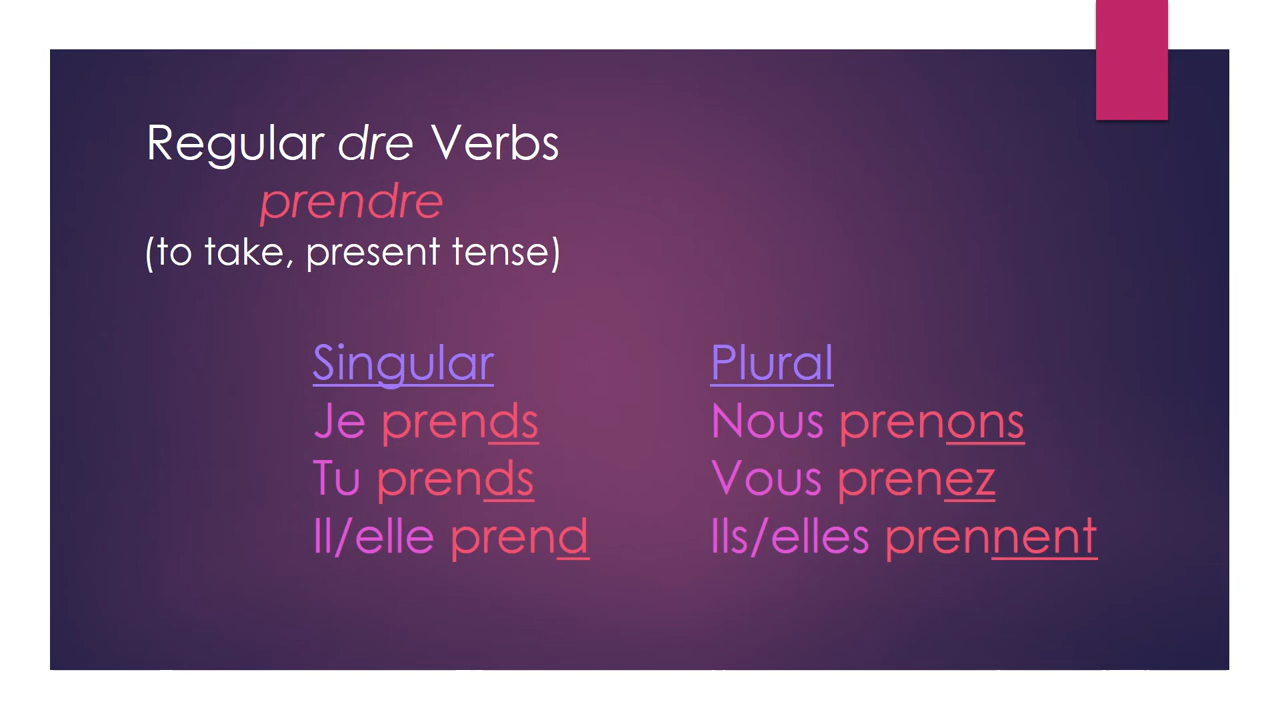 Regular dre Verbs
prendre
(to take, present tense)
Singular
Je prends
Tu prends
Il/elle prend
Plural
Nous prenons
Vous prenez
Ils/elles prennent